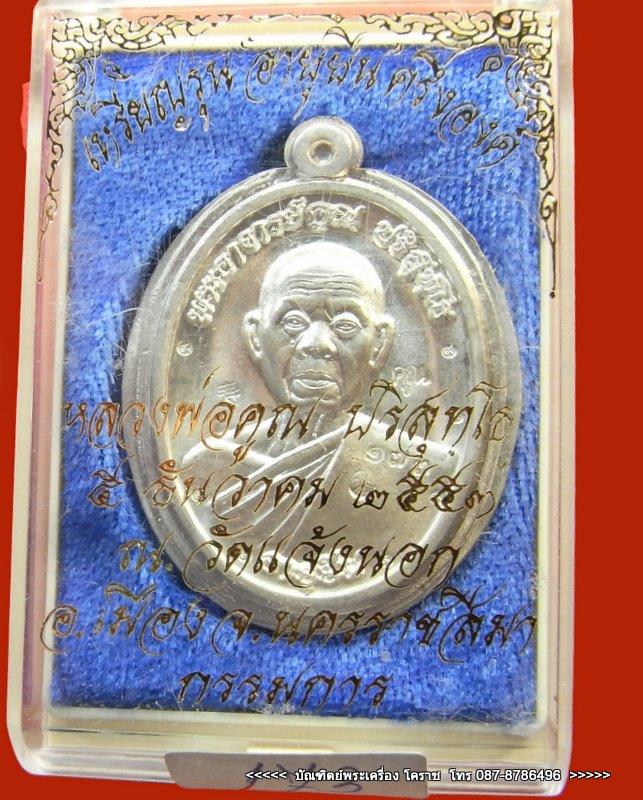 เหรียญรุ่น อายุยืน ครึ่งองค์
พระอาจารย์คูณ ปริสุทฺโธ
คูณ
หลวงพ่อคูณ ปริสุทฺโธ
๕ ธันวาคม ๒๕๕๓
ณ. วัดแจ้งนอก
อ.เมือง จ.นครราชสีมา
กรรมการ
<<<<< บัณฑิตย์พระเครื่อง โคราช โทร 087-8786496 >>>>>